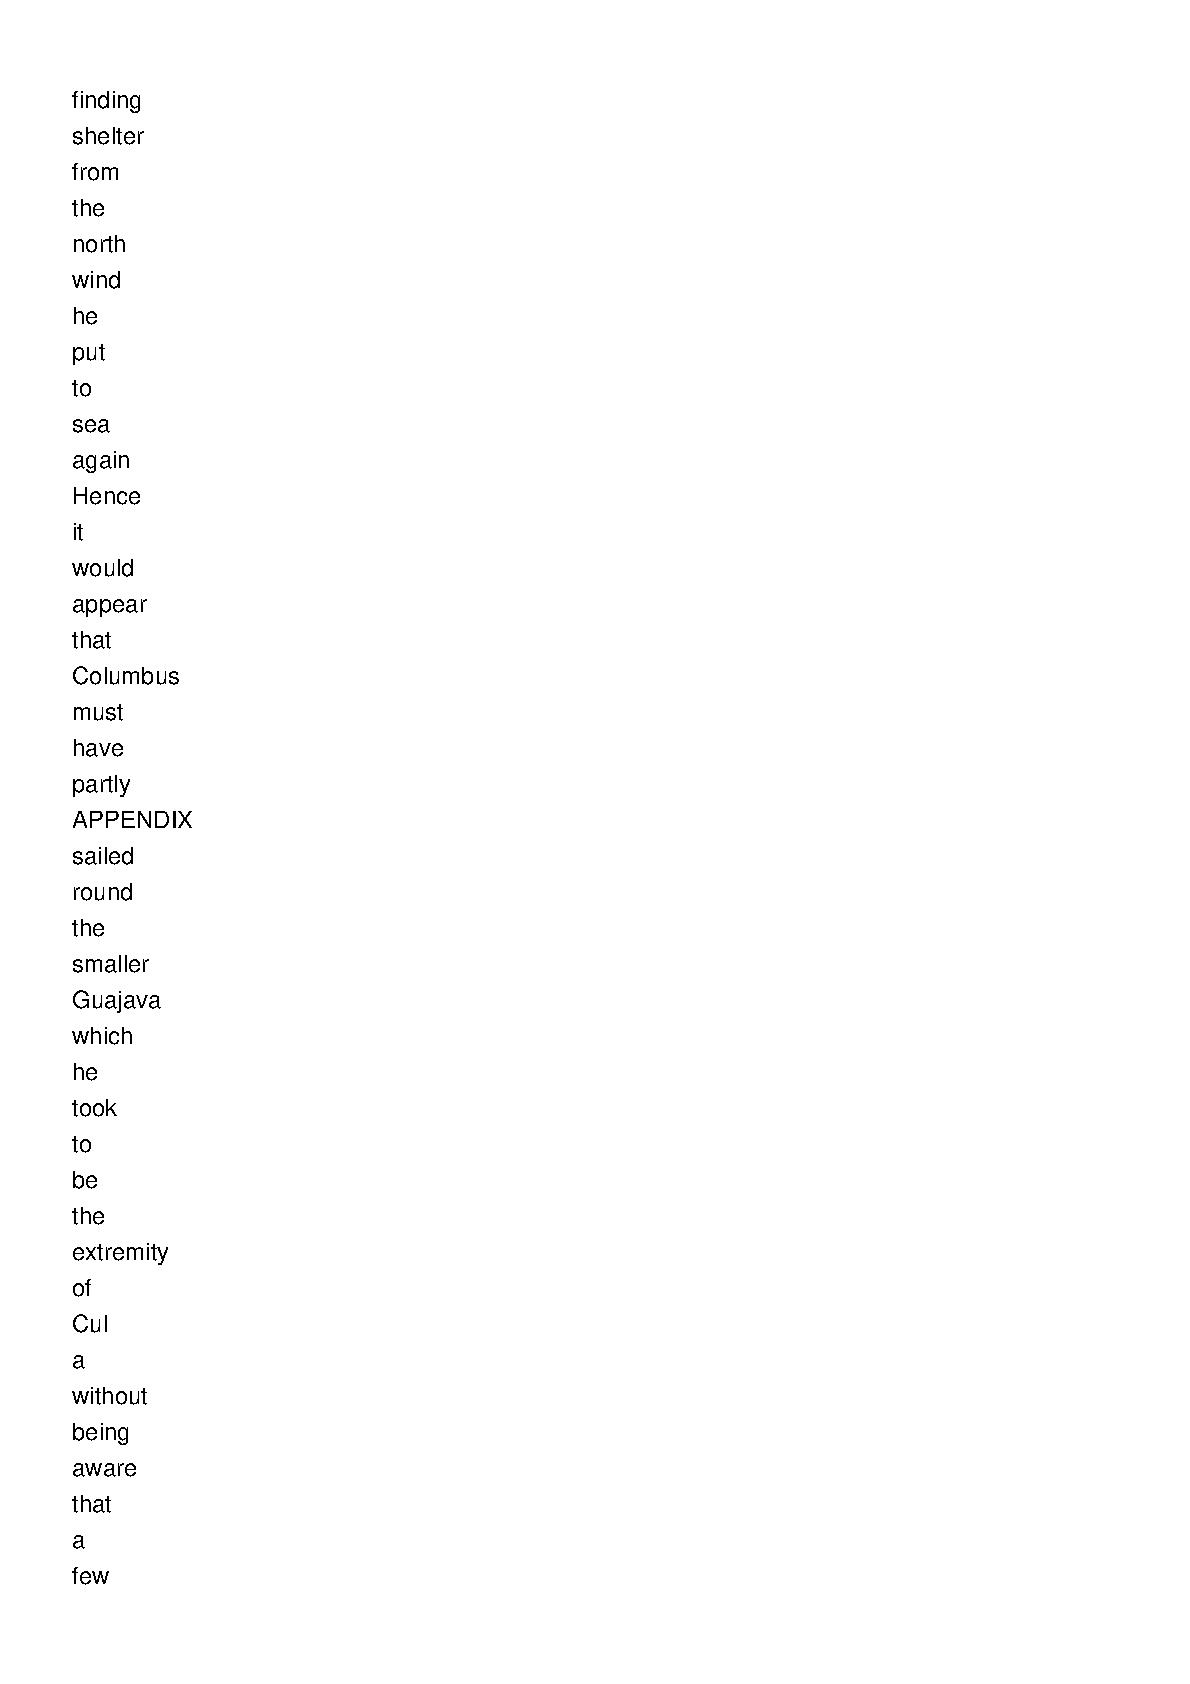 finding
shelter
from
the
north
wind
he
put
to
sea
again
Hence
it
would
appear
that
Columbus
must
have
partly
APPENDIX
sailed
round
the
smaller
Guajava
which
he
took
to
be
the
extremity
of
Cul
a
without
being
aware
that
a
few